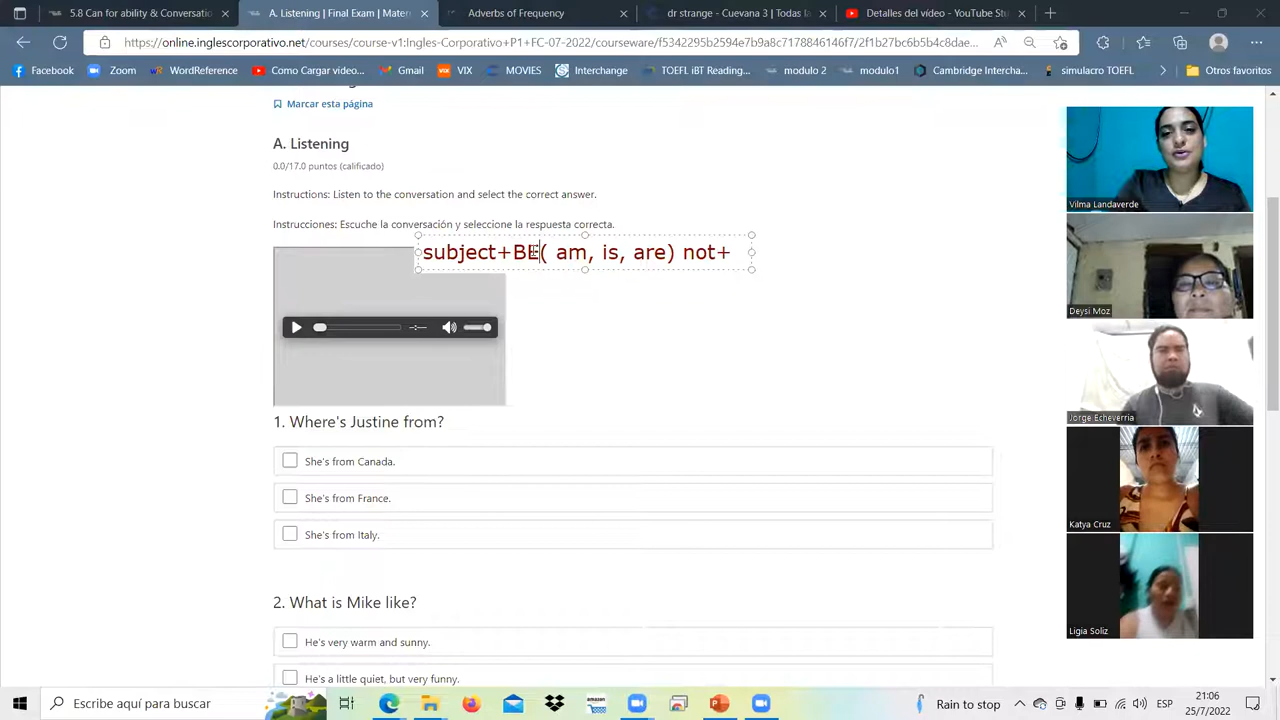 5.8 Can for ability &Conversatio
A. Listening | Final Exam | Mater
Adverbs of Frequency
dr strange - Cuevana 3 | Todas l
Detalles del vídeo - YouTube Stu
https://online.inglescorporativo.net/courses/course-v1:Ingles-Corporativo+P1+FC-07-2022/courseware/f5342295b2594e7b9a8c7178846146f7/2f1b27bc6b5b4c8dae...
Facebook
Zoom
WordReference
Como Cargar vídeo...
Gmail
VIX
MOVIES
Interchange
TOEFL iBT Reading...
modulo 2
modulo1
Cambridge Intercha...
simulacro TOEFL
Otros favoritos
Marcar esta página
A. Listening
0.0/17.0 puntos (calificado)
Instructions: Listen to the conversation and select the correct answer.
Instrucciones: Escuche la conversación y seleccione la respuesta correcta.
subject+BE( am, is, are) not+
1. Where's Justine from?
She's from Canada.
She's from France.
She's from Italy.
2. What is Mike like?
He's very warm and sunny.
He's a little quiet, but very funny.
Vilma Landaverde
Deysi Moz
Jorge Echeverria
Katya Cruz
Ligia Soliz
Escribe aquí para buscar
Rain to stop
ESP
21:06
25/7/2022